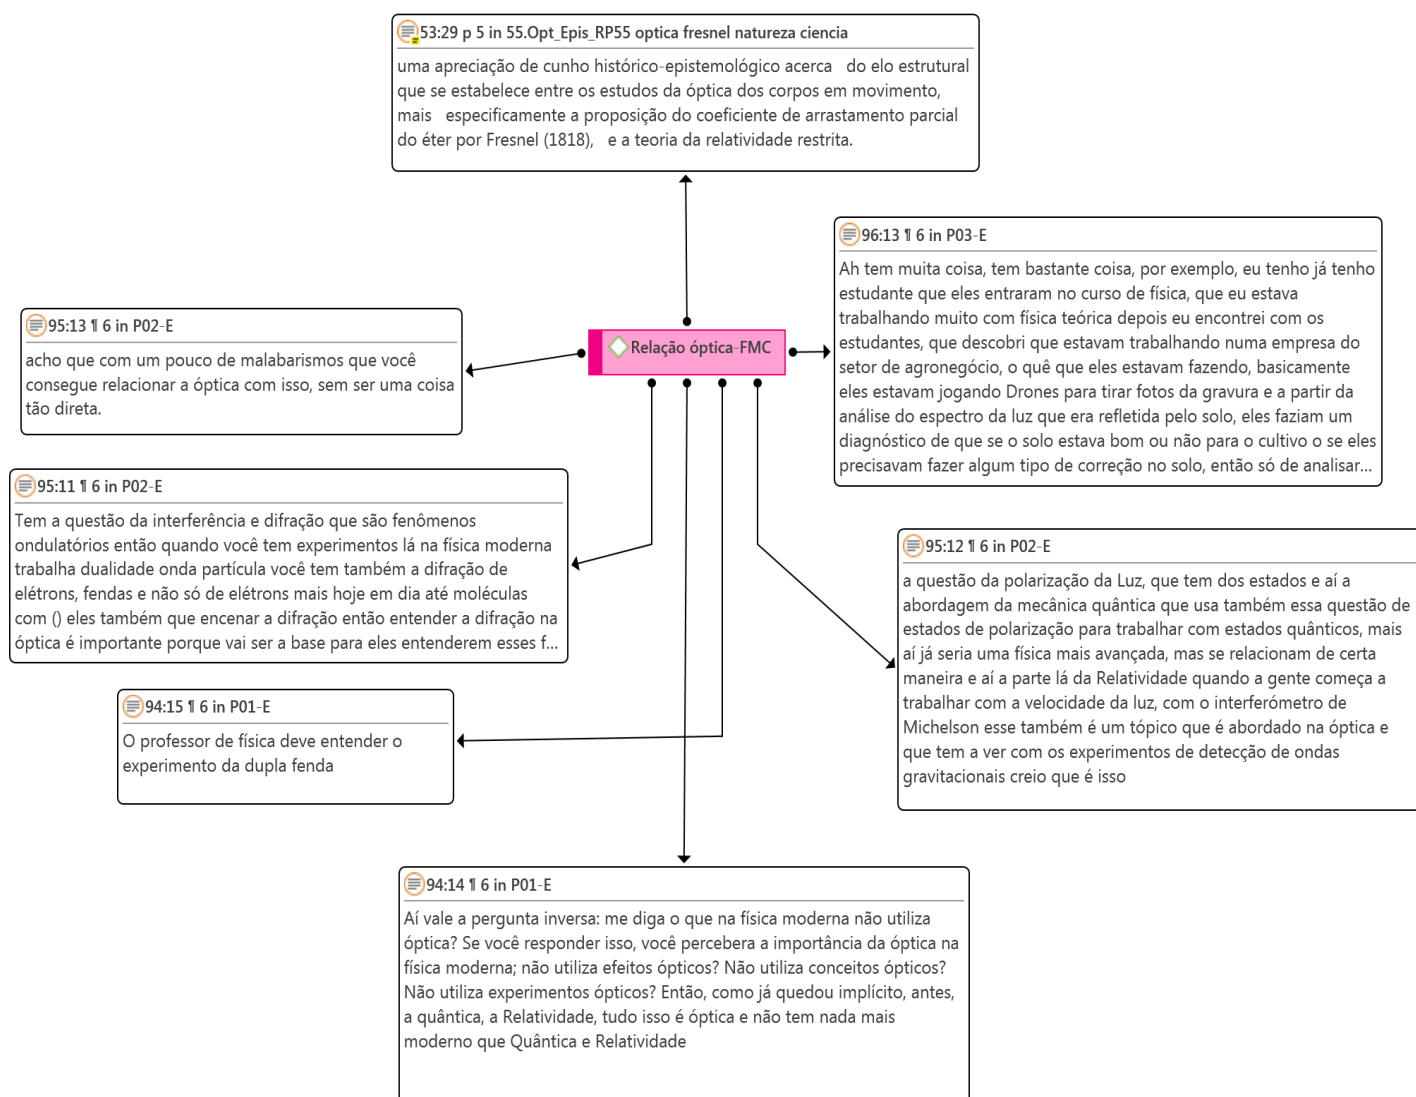 53:29 p 5 in 55.Opt_Epis_RP55 optica fresnel natureza ciencia
uma apreciação de cunho histórico-epistemológico acerca do elo estrutural
que se estabelece entre os estudos da óptica dos corpos em movimento,
mais especificamente a proposição do coeficiente de arrastamento parcial
do éter por Fresnel (1818), e a teoria da relatividade restrita.
96:13 ¶ 6 in P03-E
Ah tem muita coisa, tem bastante coisa, por exemplo, eu tenho já tenho
estudante que eles entraram no curso de física, que eu estava
trabalhando muito com física teórica depois eu encontrei com os
estudantes, que descobri que estavam trabalhando numa empresa do
setor de agronegócio, o quê que eles estavam fazendo, basicamente
eles estavam jogando Drones para tirar fotos da gravura e a partir da
análise do espectro da luz que era refletida pelo solo, eles faziam um
diagnóstico de que se o solo estava bom ou não para o cultivo o se eles
precisavam fazer algum tipo de correção no solo, então só de analisar...
95:13 ¶ 6 in P02-E
acho que com um pouco de malabarismos que você
consegue relacionar a óptica com isso, sem ser uma coisa
tão direta.
Relação óptica-FMC
95:11 ¶ 6 in P02-E
Tem a questão da interferência e difração que são fenômenos
ondulatórios então quando você tem experimentos lá na física moderna
trabalha dualidade onda partícula você tem também a difração de
elétrons, fendas e não só de elétrons mais hoje em dia até moléculas
com () eles também que encenar a difração então entender a difração na
óptica é importante porque vai ser a base para eles entenderem esses f...
95:12 ¶ 6 in P02-E
a questão da polarização da Luz, que tem dos estados e aí a
abordagem da mecânica quântica que usa também essa questão de
estados de polarização para trabalhar com estados quânticos, mais
aí já seria uma física mais avançada, mas se relacionam de certa
maneira e aí a parte lá da Relatividade quando a gente começa a
trabalhar com a velocidade da luz, com o interferómetro de
Michelson esse também é um tópico que é abordado na óptica e
que tem a ver com os experimentos de detecção de ondas
gravitacionais creio que é isso
94:15 ¶ 6 in P01-E
O professor de física deve entender o
experimento da dupla fenda
94:14 ¶ 6 in P01-E
Aí vale a pergunta inversa: me diga o que na física moderna não utiliza
óptica? Se você responder isso, você percebera a importância da óptica na
física moderna; não utiliza efeitos ópticos? Não utiliza conceitos ópticos?
Não utiliza experimentos ópticos? Então, como já quedou implícito, antes,
a quântica, a Relatividade, tudo isso é óptica e não tem nada mais
moderno que Quântica e Relatividade